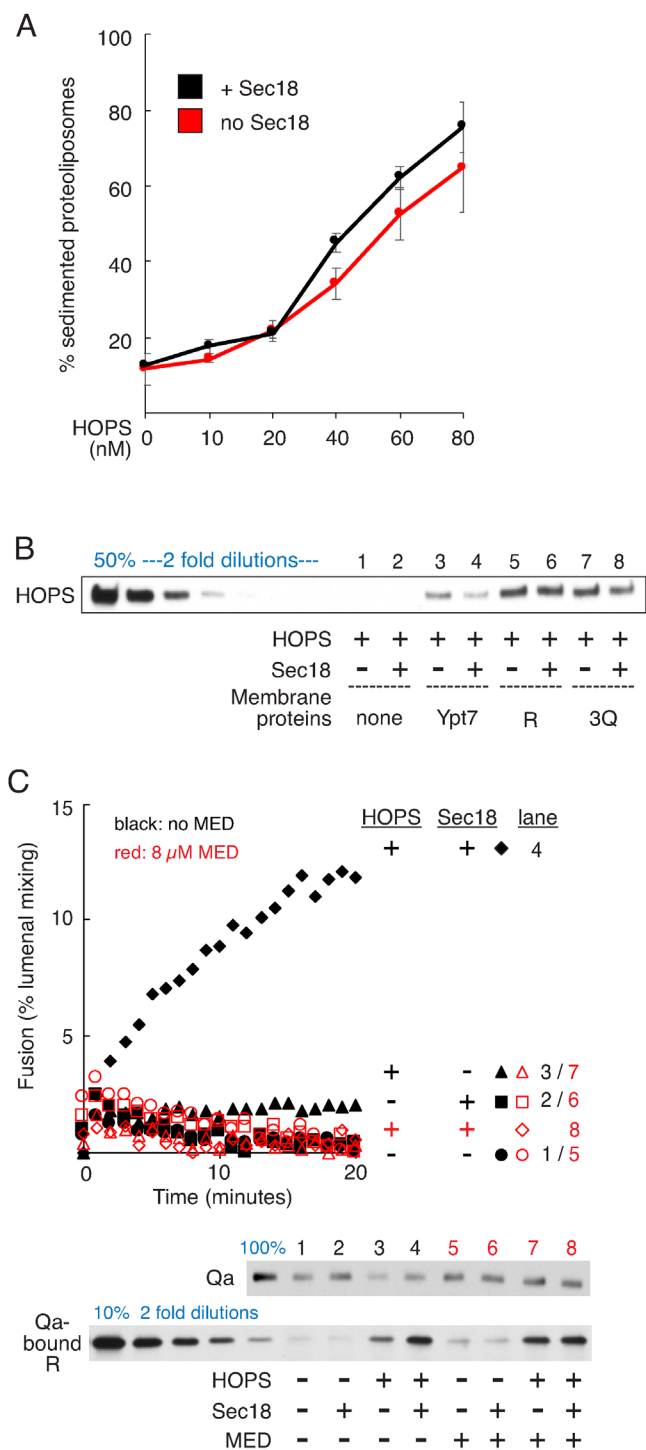 A
100
80
60
40
20
% sedimented proteoliposomes
+ Sec18
no Sec18
HOPS
(nM)
0 10 20 40 60 80
B
50% ---2 fold dilutions---
1 2 3 4 5 6 7 8
HOPS
HOPS + + + + + + + +
Sec18 - + - + - + - +
Membrane
proteins
none Ypt7 R 3Q
C
15
10
5
0 10 20
Fusion (% lumenal mixing)
Time (minutes)
black: no MED
red: 8 µM MED
HOPS Sec18 lane
+ + 4
+ - 3 / 7
- + 2 / 6
+ + 8
- - 1 / 5
100% 1 2 3 4 5 6 7 8
Qa
10% 2 fold dilutions
Qa-
bound
R
HOPS - - + + - - + +
Sec18 - + - + - + - +
MED - - - - + + + +